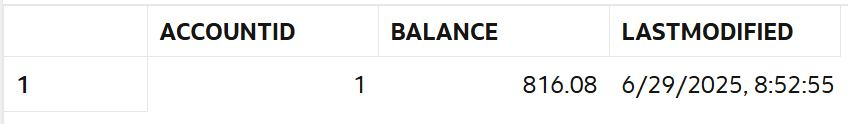 ACCOUNTID BALANCE LASTMODIFIED
1 1 816.08 6/29/2025, 8:52:55